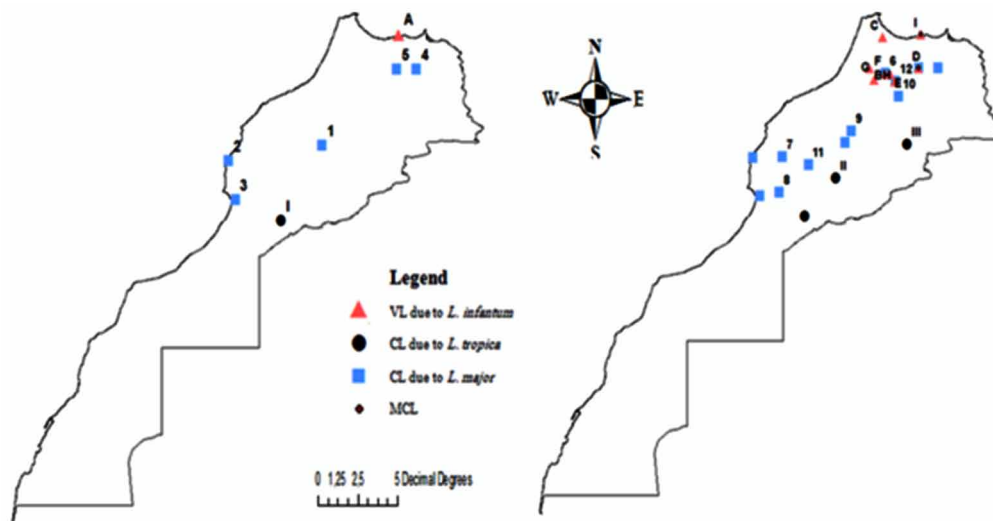 A
5 4
1
2
3
I
N
W E
S
Legend
VL due to L. infantum
CL due to L. tropica
CL due to L. major
MCL
0 1,25 2,5 5 Decimal Degrees
C I
F 6 D
G 12
B H
E 10
9
III
7
11 II
8